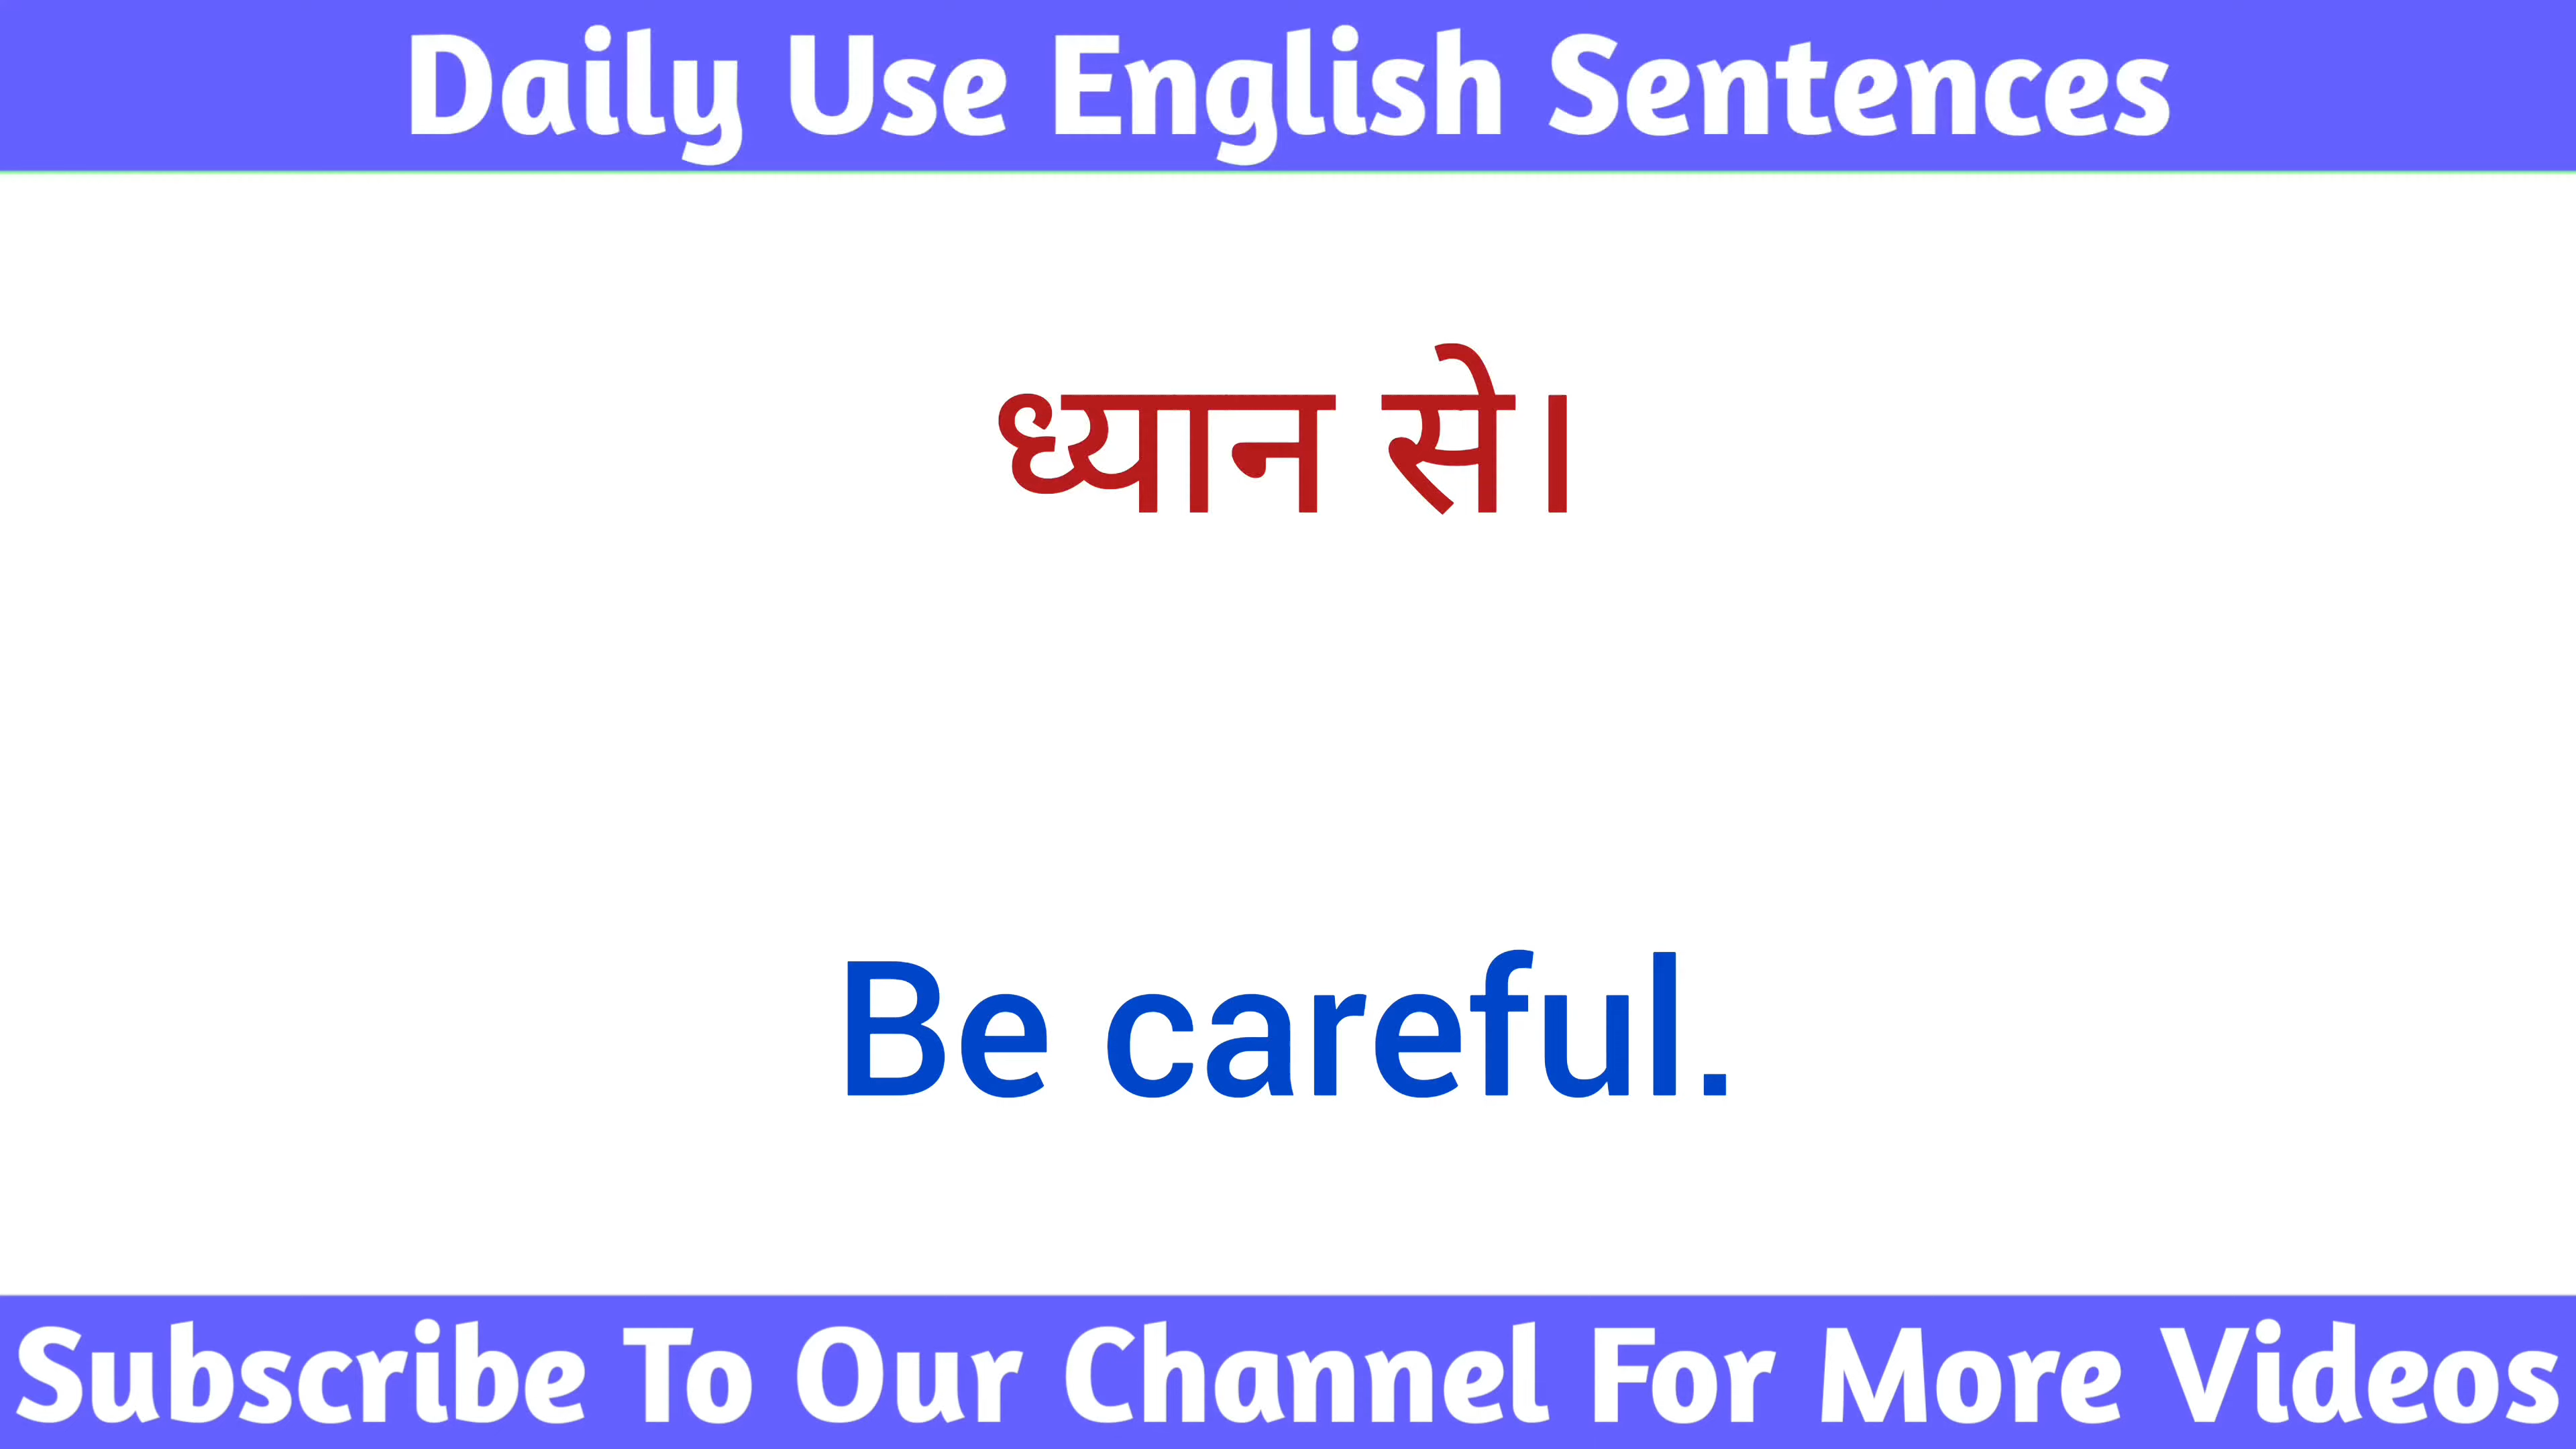 Daily Use English Sentences
ध्यान से।
Be careful.
Subscribe To Our Channel For More Videos